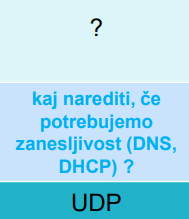 ?
kaj narediti, če
potrebujemo
zanesljivost (DNS,
DHCP) ?
UDP